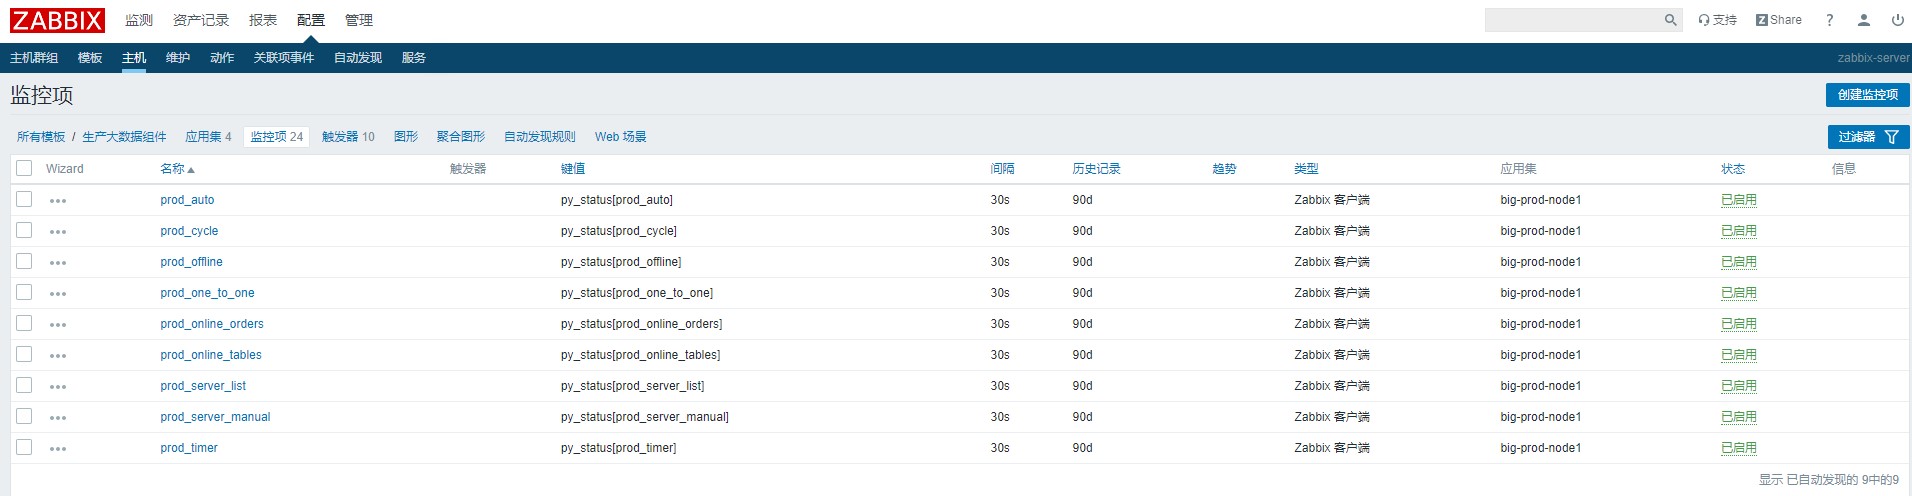 ZABBIX 监测 资产记录 报表 配置 管理 支持 Z Share ?
主机群组 模板 主机 维护 动作 关联项事件 自动发现 服务 zabbix-server
监控项 创建监控项
所有模板 / 生产大数据组件 应用集 4 监控项 24 触发器 10 图形 聚合图形 自动发现规则 Web 场景 过滤器
Wizard 名称 触发器 键值 间隔 历史记录 趋势 类型 应用集 状态 信息
prod_auto py_status[prod_auto] 30s 90d Zabbix 客户端 big-prod-node1 已启用
prod_cycle py_status[prod_cycle] 30s 90d Zabbix 客户端 big-prod-node1 已启用
prod_offline py_status[prod_offline] 30s 90d Zabbix 客户端 big-prod-node1 已启用
prod_one_to_one py_status[prod_one_to_one] 30s 90d Zabbix 客户端 big-prod-node1 已启用
prod_online_orders py_status[prod_online_orders] 30s 90d Zabbix 客户端 big-prod-node1 已启用
prod_online_tables py_status[prod_online_tables] 30s 90d Zabbix 客户端 big-prod-node1 已启用
prod_server_list py_status[prod_server_list] 30s 90d Zabbix 客户端 big-prod-node1 已启用
prod_server_manual py_status[prod_server_manual] 30s 90d Zabbix 客户端 big-prod-node1 已启用
prod_timer py_status[prod_timer] 30s 90d Zabbix 客户端 big-prod-node1 已启用
显示 已自动发现的 9中的9